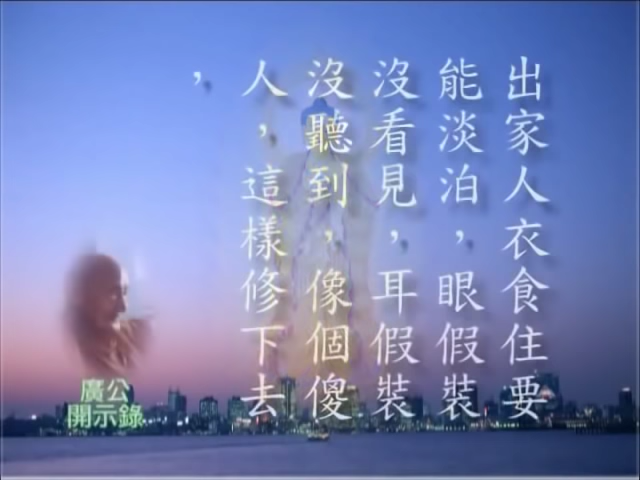 出家人衣食住要
能淡泊，眼假裝
沒看見，耳假裝
沒聽到，像個傻
人，這樣修下去
，
廣公
開示錄